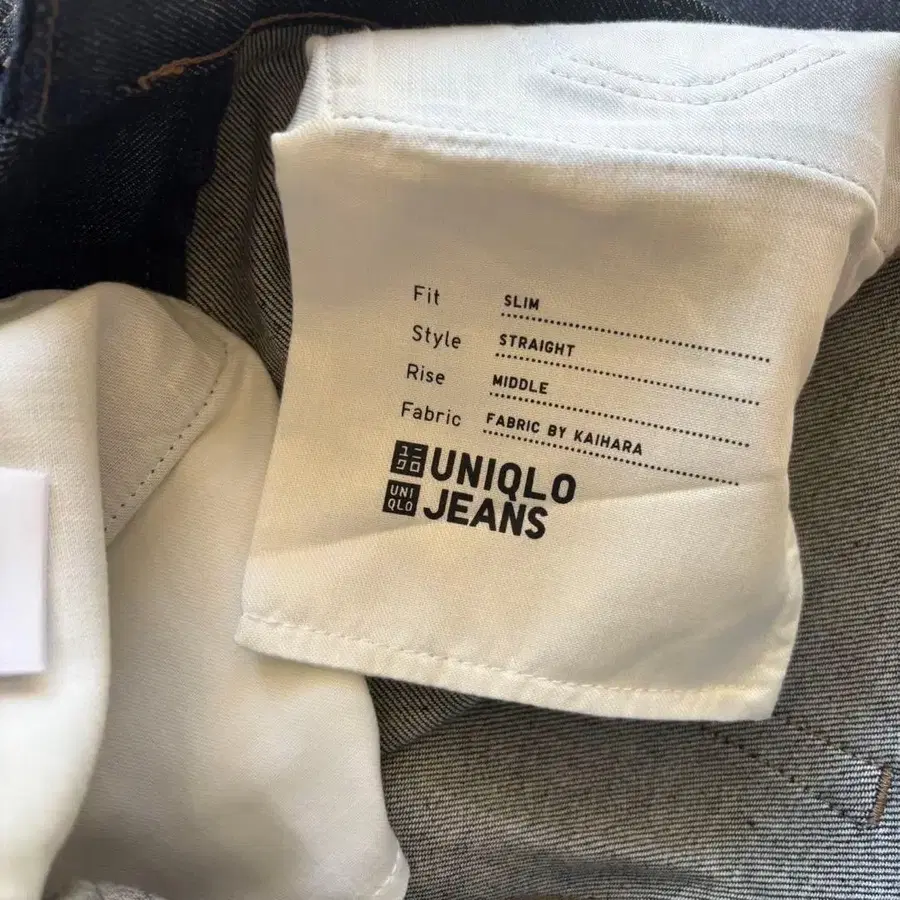 Fit SLIM
Style STRAIGHT
Rise MIDDLE
Fabric FABRIC BY KAIHARA
ユニ
クロ
UNIQLO
UNI
QLO
JEANS